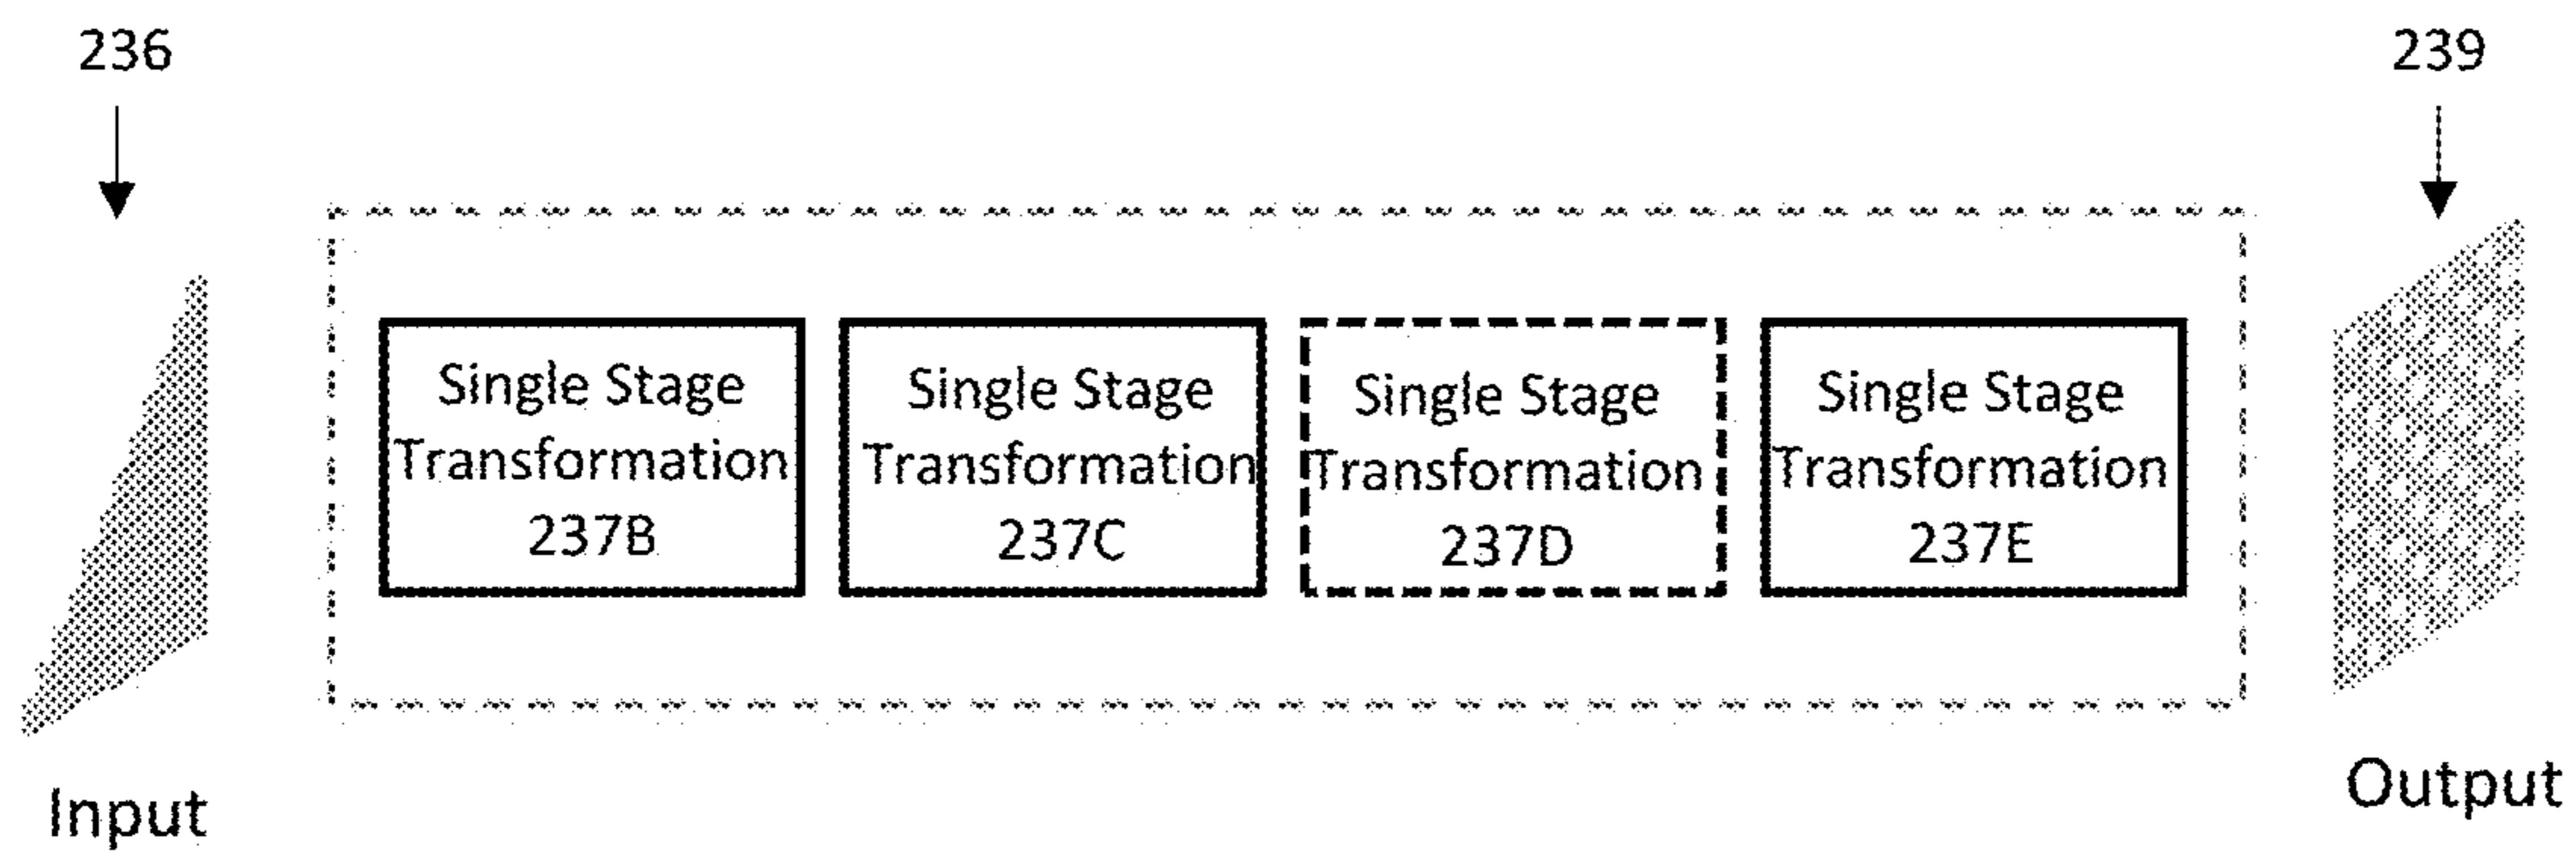 236
239
Single Stage
Transformation
237B
Single Stage
Transformation
237C
Single Stage
Transformation
237D
Single Stage
Transformation
237E
Input
Output